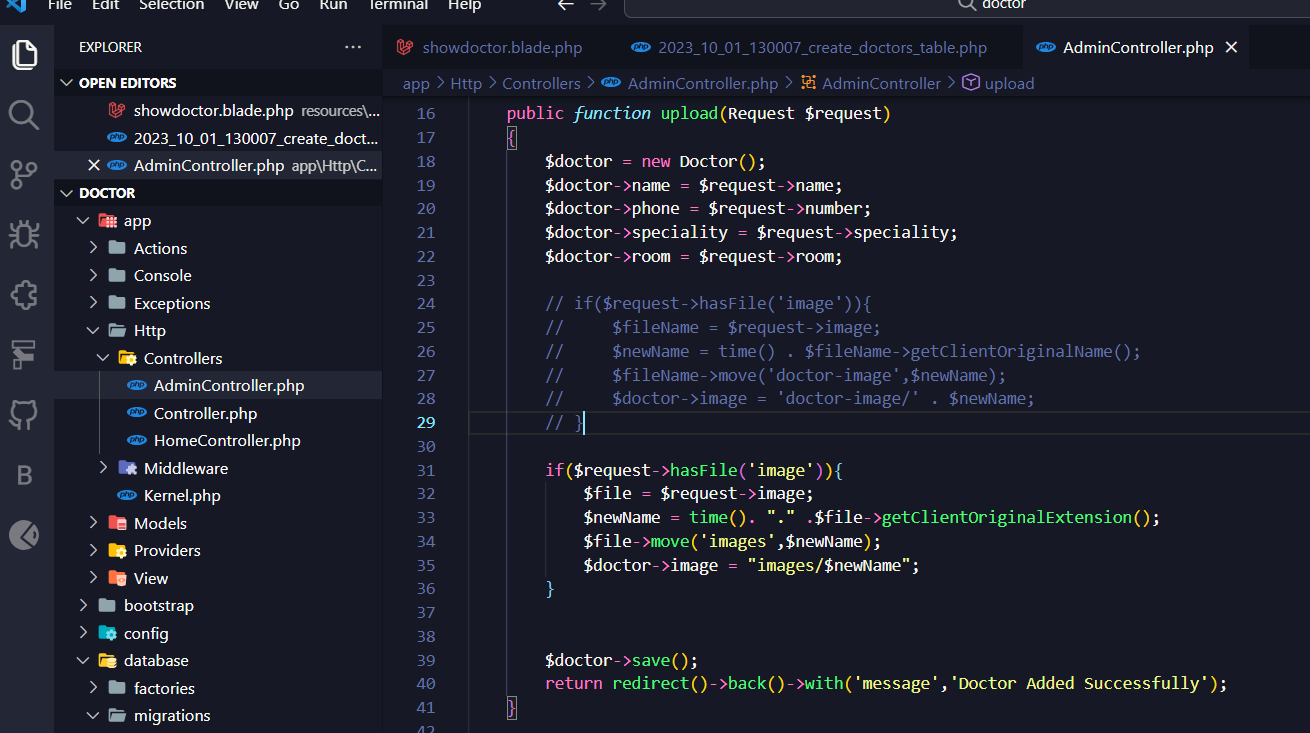 File Edit Selection View Go Run Terminal Help
doctor
EXPLORER
OPEN EDITORS
showdoctor.blade.php resources\...
2023_10_01_130007_create_doct...
AdminController.php app\Http\C...
DOCTOR
app
Actions
Console
Exceptions
Http
Controllers
AdminController.php
Controller.php
HomeController.php
Middleware
Kernel.php
Models
Providers
View
bootstrap
config
database
factories
migrations
showdoctor.blade.php
2023_10_01_130007_create_doctors_table.php
AdminController.php
app > Http > Controllers > AdminController.php > AdminController > upload
16 public function upload(Request $request)
17 {
18 $doctor = new Doctor();
19 $doctor->name = $request->name;
20 $doctor->phone = $request->number;
21 $doctor->speciality = $request->speciality;
22 $doctor->room = $request->room;
23
24 // if($request->hasFile('image')){
25 //     $fileName = $request->image;
26 //     $newName = time() . $fileName->getClientOriginalName();
27 //     $fileName->move('doctor-image',$newName);
28 //     $doctor->image = 'doctor-image/' . $newName;
29 // }
30
31 if($request->hasFile('image')){
32 $file = $request->image;
33 $newName = time(). "." .$file->getClientOriginalExtension();
34 $file->move('images',$newName);
35 $doctor->image = "images/$newName";
36 }
37
38
39 $doctor->save();
40 return redirect()->back()->with('message','Doctor Added Successfully');
41 }
42